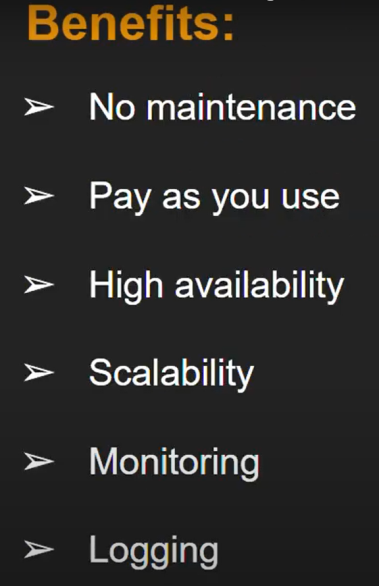 Benefits:
➢ No maintenance
➢ Pay as you use
➢ High availability
➢ Scalability
➢ Monitoring
➢ Logging